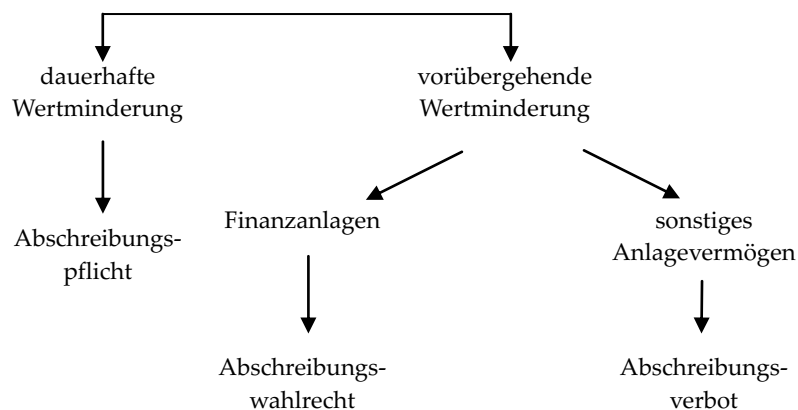 dauerhafte
Wertminderung
vorübergehende
Wertminderung
Abschreibungs-
pflicht
Finanzanlagen
sonstiges
Anlagevermögen
Abschreibungs-
wahlrecht
Abschreibungs-
verbot